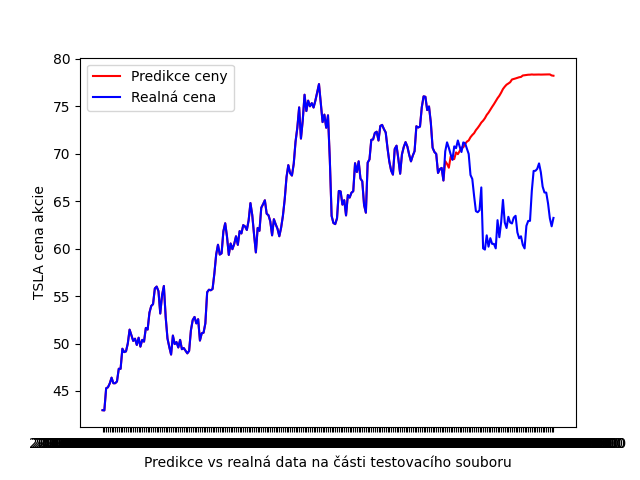 80
75
70
65
60
55
50
45
TSLA cena akcie
Predikce ceny
Realná cena
Predikce vs realná data na části testovacího souboru